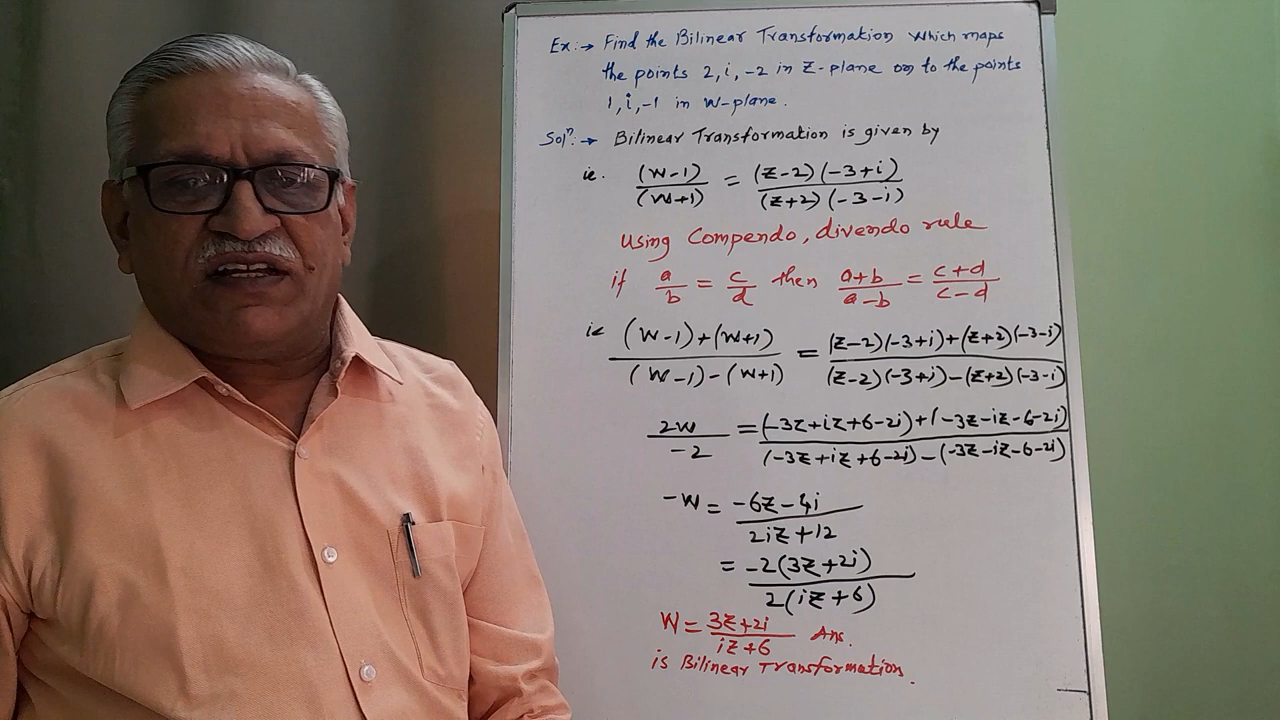 Ex:→ Find the Bilinear Transformation which maps
the points 2, i, -2 in Z-plane on to the points
1, i, -1 in w-plane.
Solⁿ:→ Bilinear Transformation is given by
ie. (w-1)/(w+1) = (z-2)(-3+i)/(z+2)(-3-i)
Using Compendo, divendo rule
if a/b = c/d then a+b/a-b = c+d/c-d
ie (w-1)+(w+1)/(w-1)-(w+1) = (z-2)(-3+i)+(z+2)(-3-i)/(z-2)(-3+i)-(z+2)(-3-i)
2w/-2 = (-3z+iz+6-2i)+(-3z-iz-6-2i)/(-3z+iz+6-2i)-(-3z-iz-6-2i)
-w = -6z-4i/2iz+12
= -2(3z+2i)/2(iz+6)
W = 3z+2i/iz+6 Ans.
is Bilinear Transformation.